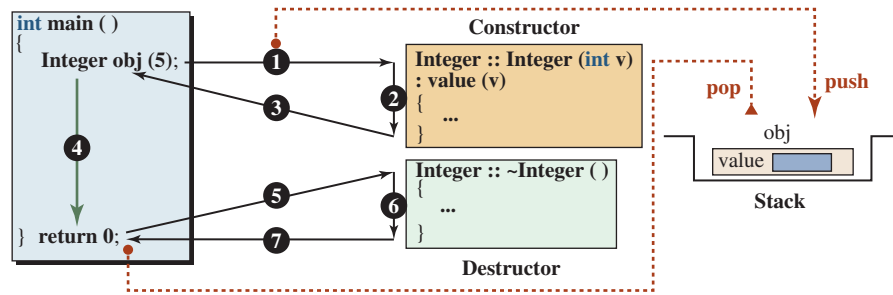 int main ( )
{
Integer obj (5);
1
2
3
4
5
6
7
} return 0;
Constructor
Integer :: Integer (int v)
: value (v)
{
...
}
Integer :: ~Integer ( )
{
...
}
Destructor
pop
push
obj
value
Stack